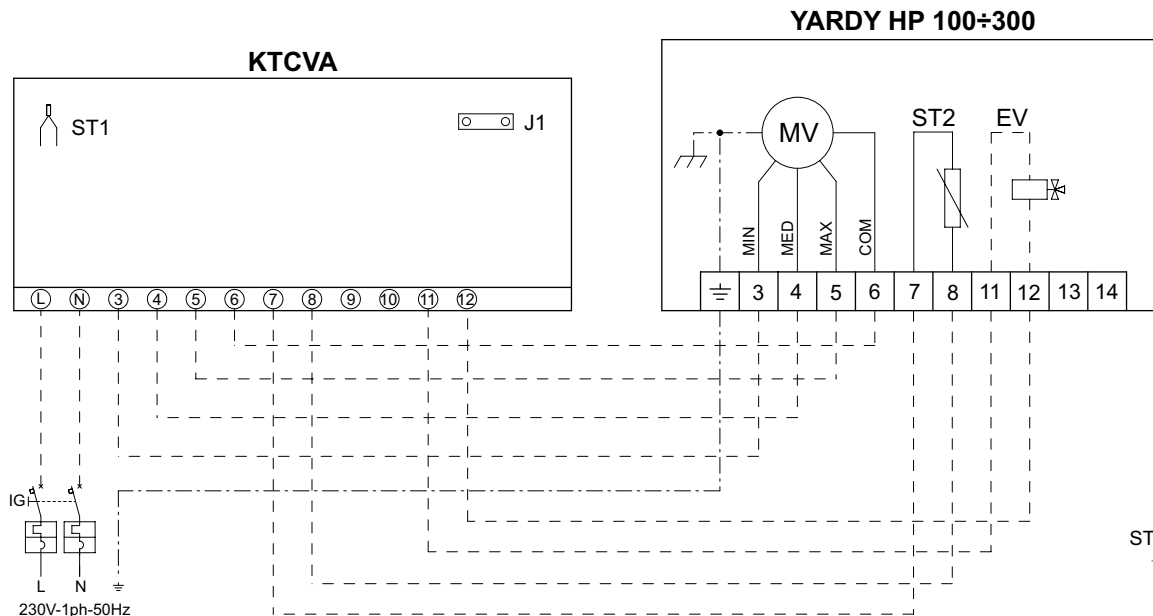 YARDY HP 100÷300
KTCVA
ST1
J1
MV
ST2
EV
MIN
MED
MAX
COM
L N 3 4 5 6 7 8 9 10 11 12
3 4 5 6 7 8 11 12 13 14
IG
ST
L N
230V-1ph-50Hz